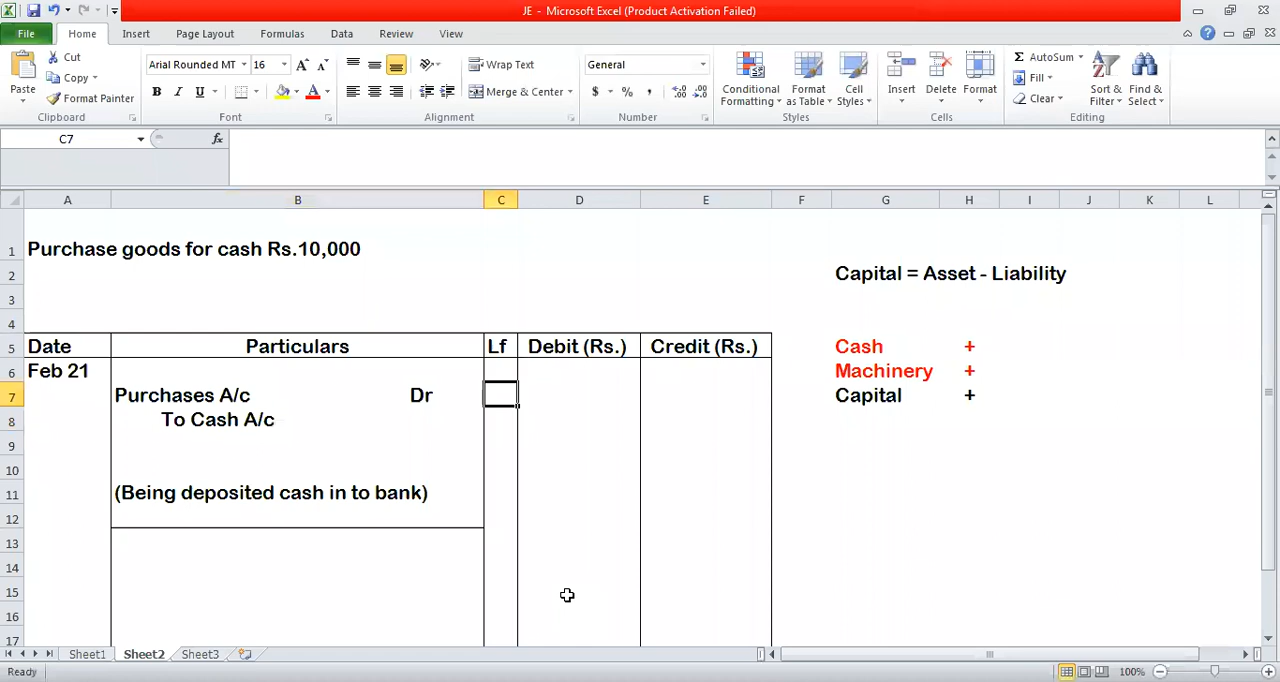 JE - Microsoft Excel (Product Activation Failed)
File Home Insert Page Layout Formulas Data Review View
Paste
Cut
Copy
Format Painter
Clipboard
Arial Rounded MT 16
A A
B I U A
Font
Wrap Text
Merge & Center
Alignment
General
$ % ,
Number
Conditional Formatting
Format as Table
Cell Styles
Styles
Insert Delete Format
Cells
Σ AutoSum
Fill
Clear
Sort & Filter
Find & Select
Editing
C7 fx
A B C D E F G H I J K L
1 Purchase goods for cash Rs.10,000
2 Capital = Asset - Liability
3
4
5 Date Particulars Lf Debit (Rs.) Credit (Rs.) Cash +
6 Feb 21 Machinery +
7 Purchases A/c Dr Capital +
8 To Cash A/c
9
10
11 (Being deposited cash in to bank)
12
13
14
15
16
17
Sheet1 Sheet2 Sheet3
Ready 100%